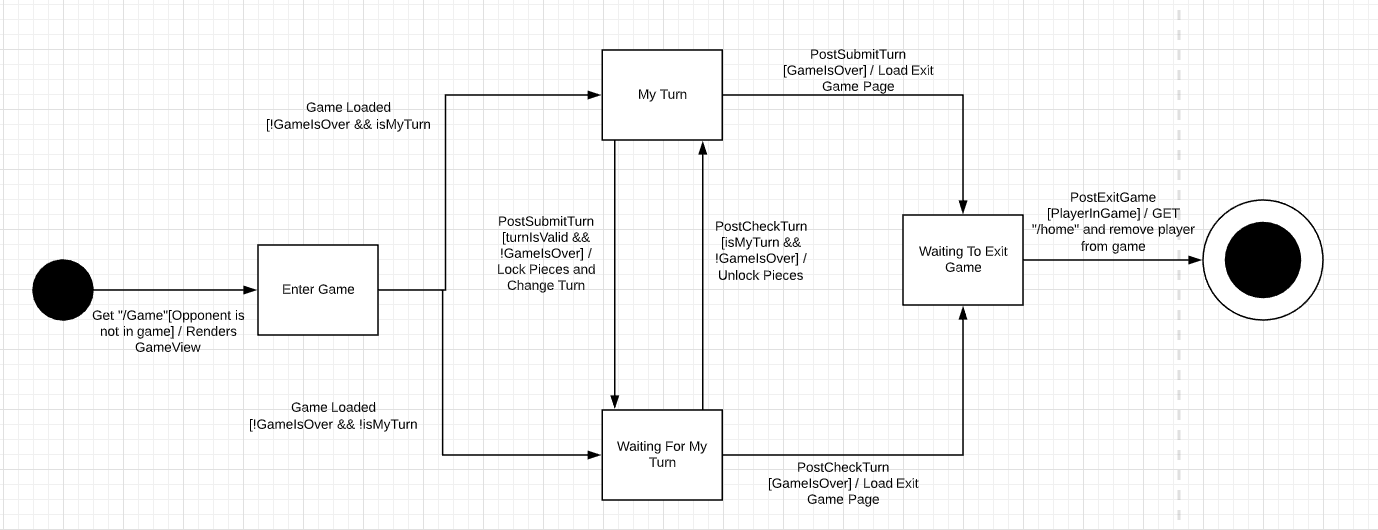 PostSubmitTurn
[GameIsOver] / Load Exit
Game Page
My Turn
Game Loaded
[!GameIsOver && isMyTurn
PostSubmitTurn
[turnIsValid &&
!GameIsOver] /
Lock Pieces and
Change Turn
PostCheckTurn
[isMyTurn &&
!GameIsOver] /
Unlock Pieces
PostExitGame
[PlayerInGame] / GET
"/home" and remove player
from game
Waiting To Exit
Game
Enter Game
Get "/Game"[Opponent is
not in game] / Renders
GameView
Game Loaded
[!GameIsOver && !isMyTurn
Waiting For My
Turn
PostCheckTurn
[GameIsOver] / Load Exit
Game Page